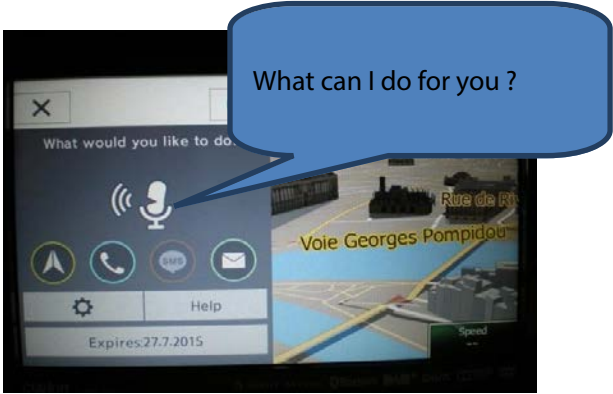 What can I do for you ?
What would you like to do
SMS
Help
Expires:27.7.2015
Rue de Ri
Voie Georges Pompidou
Speed
--